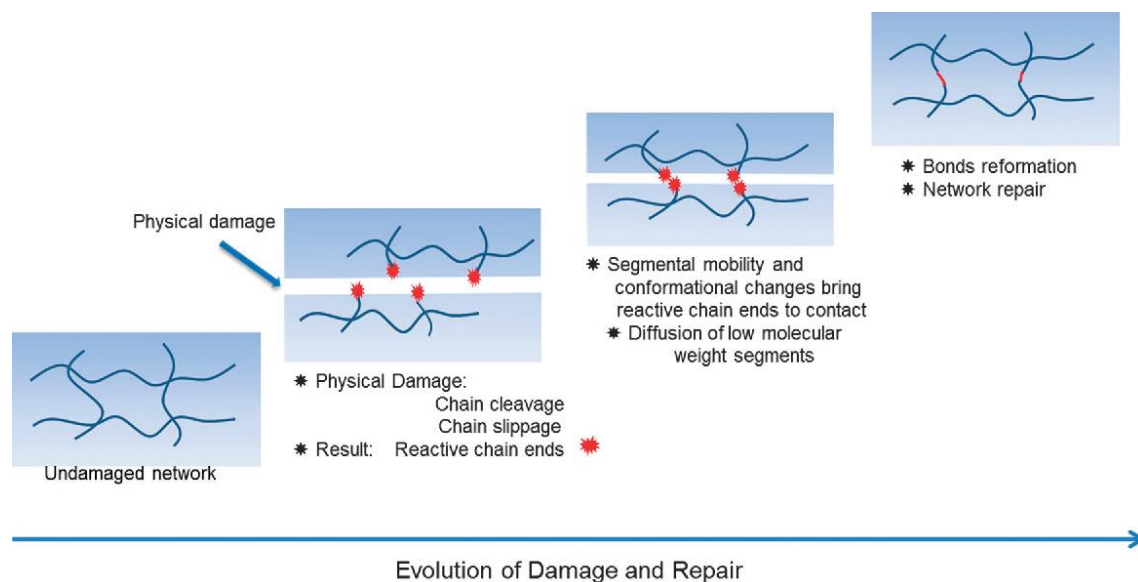 Undamaged network
Physical damage
✷ Physical Damage:
Chain cleavage
Chain slippage
✷ Result: Reactive chain ends
✷ Segmental mobility and
conformational changes bring
reactive chain ends to contact
✷ Diffusion of low molecular
weight segments
✷ Bonds reformation
✷ Network repair
Evolution of Damage and Repair